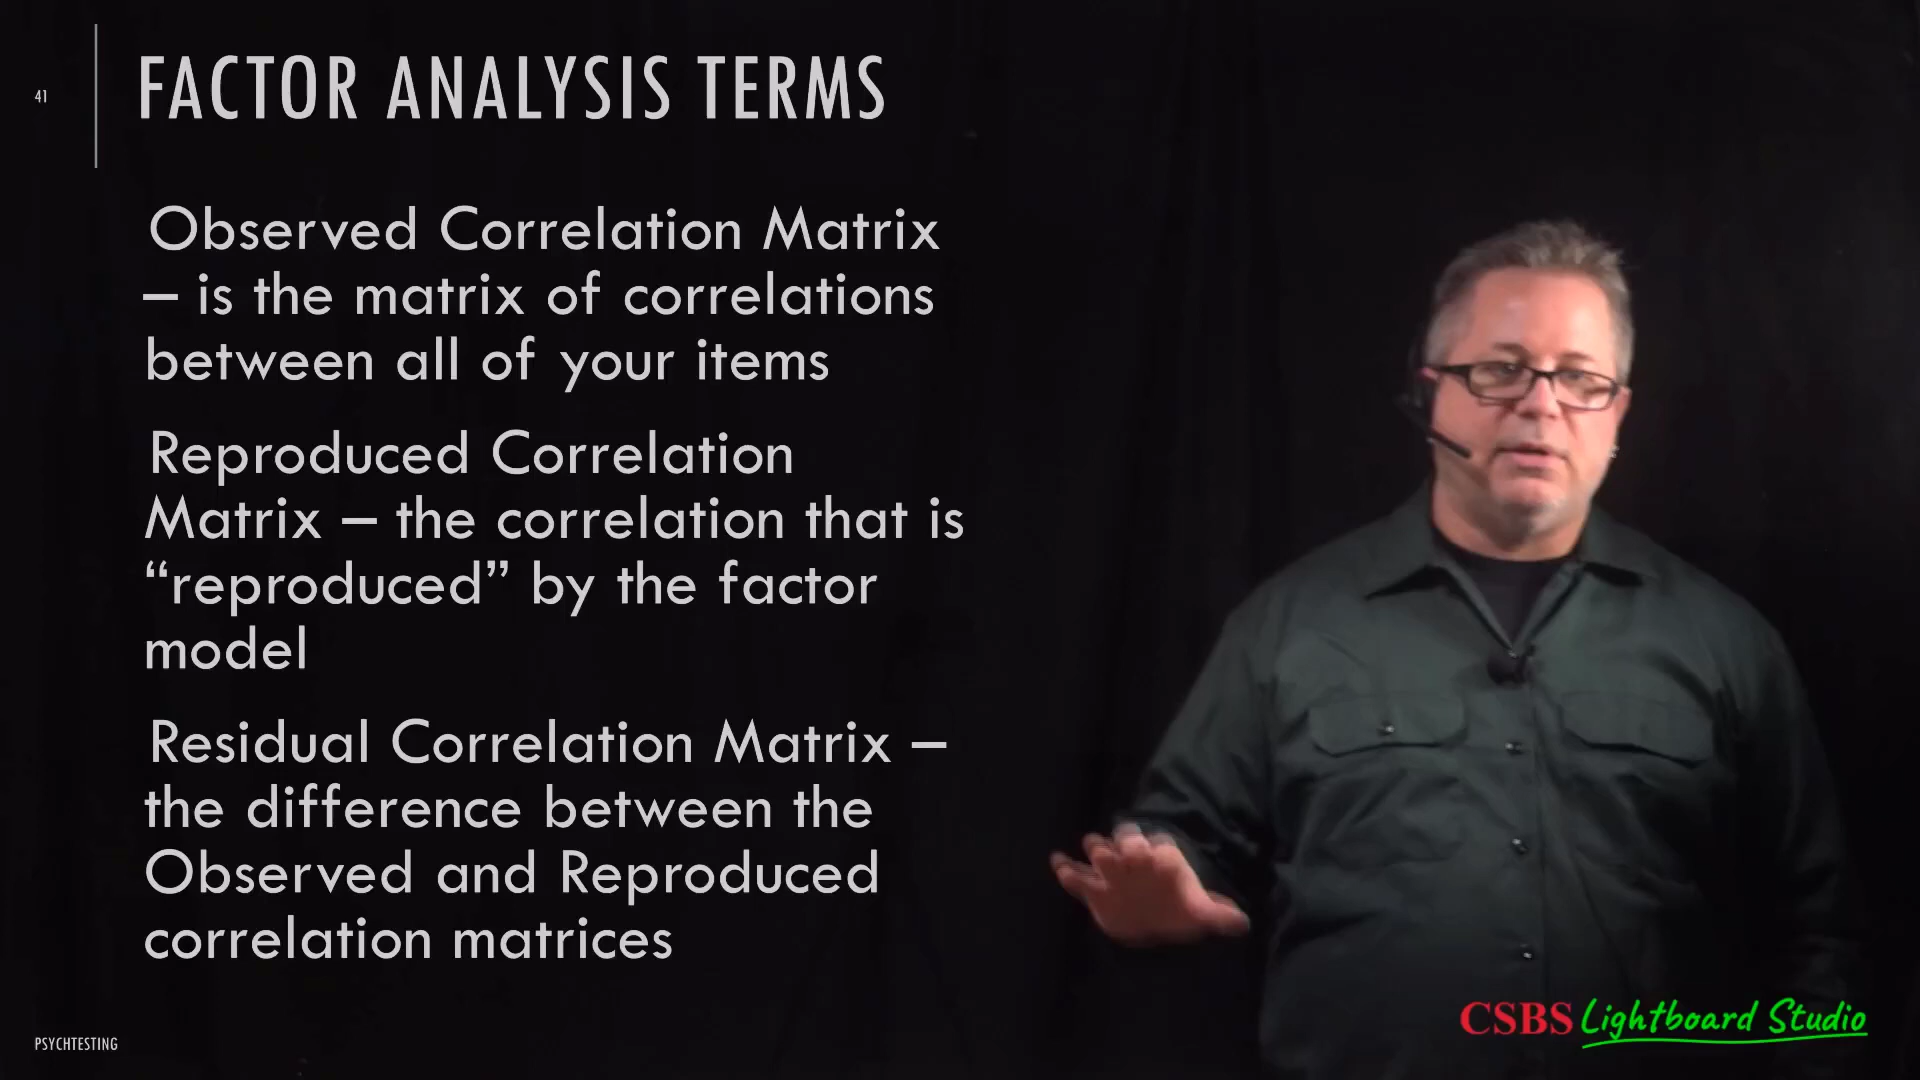 41
FACTOR ANALYSIS TERMS
Observed Correlation Matrix
– is the matrix of correlations
between all of your items
Reproduced Correlation
Matrix – the correlation that is
“reproduced” by the factor
model
Residual Correlation Matrix –
the difference between the
Observed and Reproduced
correlation matrices
PSYCHTESTING
CSBS Lightboard Studio